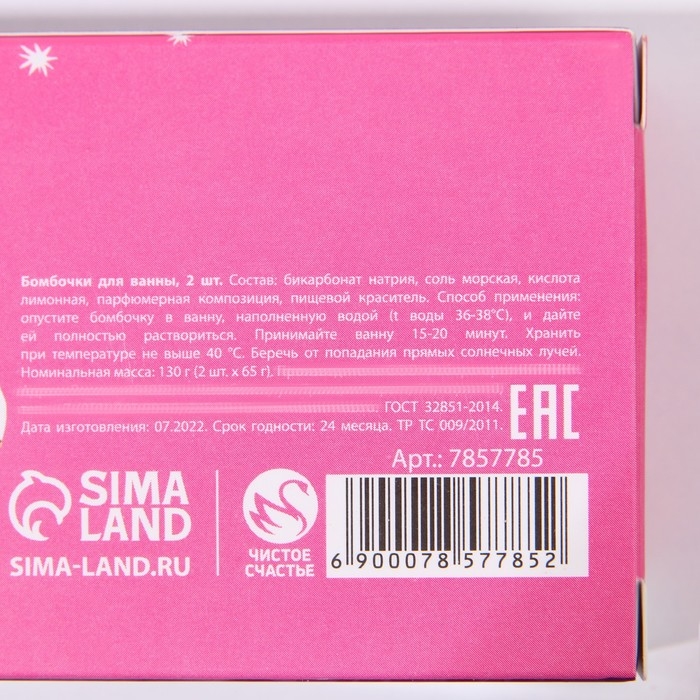 Бомбочки для ванны, 2 шт. Состав: бикарбонат натрия, соль морская, кислота
лимонная, парфюмерная композиция, пищевой краситель. Способ применения:
опустите бомбочку в ванну, наполненную водой (t воды 36-38°С), и дайте
ей полностью раствориться. Принимайте ванну 15-20 минут. Хранить
при температуре не выше 40 °С. Беречь от попадания прямых солнечных лучей.
Номинальная масса: 130 г (2 шт. х 65 г).
ГОСТ 32851-2014.
Дата изготовления: 07.2022. Срок годности: 24 месяца. ТР ТС 009/2011.
EAC
Арт.: 7857785
SIMA
LAND
SIMA-LAND.RU
ЧИСТОЕ
СЧАСТЬЕ
6 900078 577852